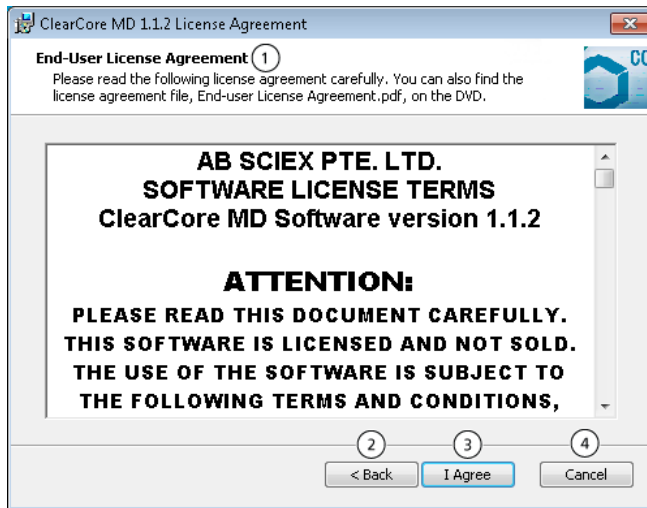 ClearCore MD 1.1.2 License Agreement
End-User License Agreement 1
Please read the following license agreement carefully. You can also find the
license agreement file, End-user License Agreement.pdf, on the DVD.
CO
AB SCIEX PTE. LTD.
SOFTWARE LICENSE TERMS
ClearCore MD Software version 1.1.2
ATTENTION:
PLEASE READ THIS DOCUMENT CAREFULLY.
THIS SOFTWARE IS LICENSED AND NOT SOLD.
THE USE OF THE SOFTWARE IS SUBJECT TO
THE FOLLOWING TERMS AND CONDITIONS,
2 3 4
< Back I Agree Cancel